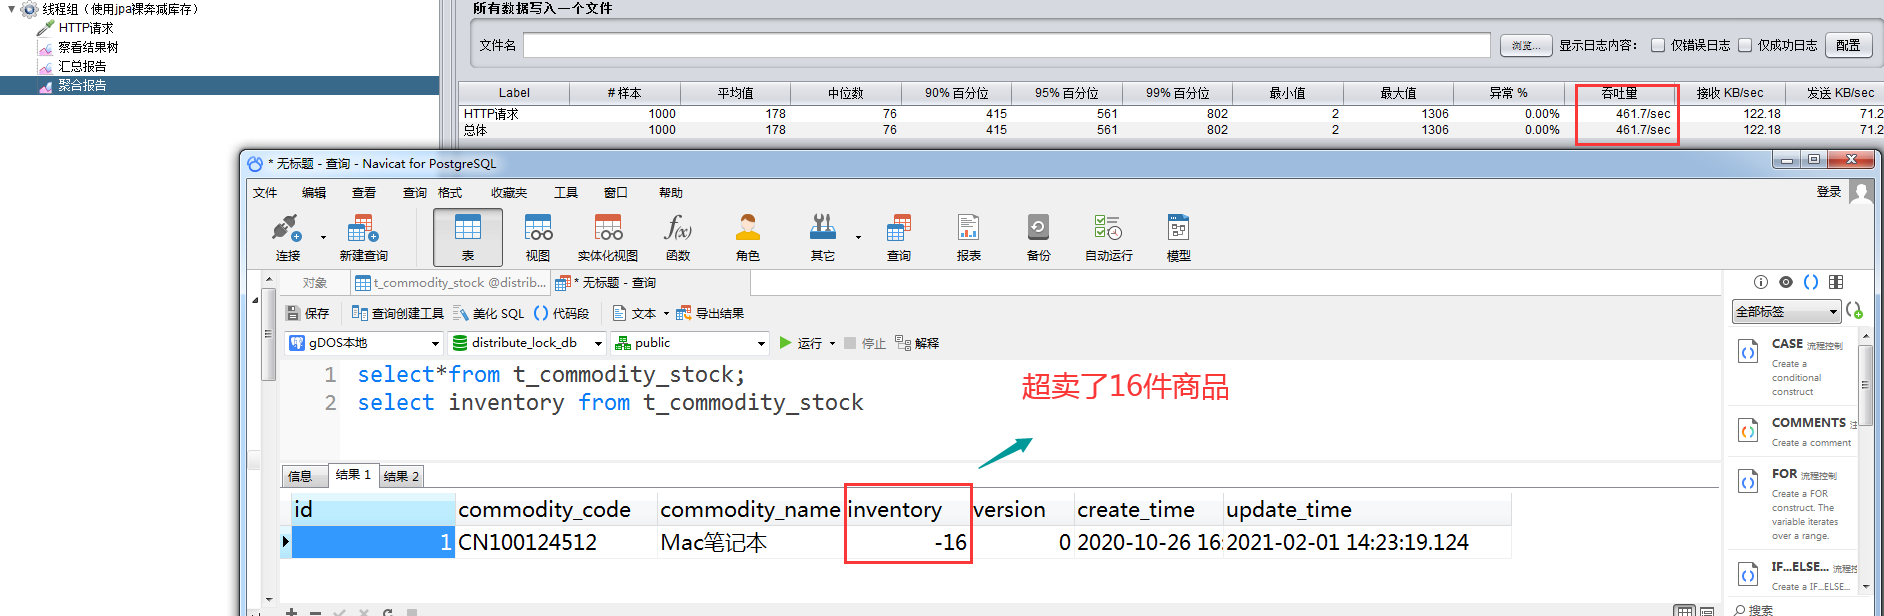 线程组（使用jpa裸奔减库存）
HTTP请求
察看结果树
汇总报告
聚合报告
所有数据写入一个文件
文件名
浏览...
显示日志内容：
仅错误日志
仅成功日志
配置
Label # 样本 平均值 中位数 90% 百分位 95% 百分位 99% 百分位 最小值 最大值 异常 % 吞吐量 接收 KB/sec 发送 KB/sec
HTTP请求 1000 178 76 415 561 802 2 1306 0.00% 461.7/sec 122.18 71.2
总体 1000 178 76 415 561 802 2 1306 0.00% 461.7/sec 122.18 71.2
* 无标题 - 查询 - Navicat for PostgreSQL
文件 编辑 查看 查询 格式 收藏夹 工具 窗口 帮助
登录
连接 新建查询 表 视图 实体化视图 函数 角色 其它 查询 报表 备份 自动运行 模型
对象 t_commodity_stock @distrib... * 无标题 - 查询
保存 查询创建工具 美化 SQL 代码段 文本 导出结果
全部标签
gDOS本地 distribute_lock_db public 运行 停止 解释
1 select*from t_commodity_stock;
2 select inventory from t_commodity_stock
超卖了16件商品
信息 结果 1 结果 2
id commodity_code commodity_name inventory version create_time update_time
1 CN100124512 Mac笔记本 -16 0 2020-10-26 16: 2021-02-01 14:23:19.124
CASE 流程控制
Create a
conditional
construct
COMMENTS 注
Create a comment
FOR 流程控制
Create a FOR
construct. The
variable iterates
over a range.
IF...ELSE... 流程控
Create a IF...ELSE...
搜索